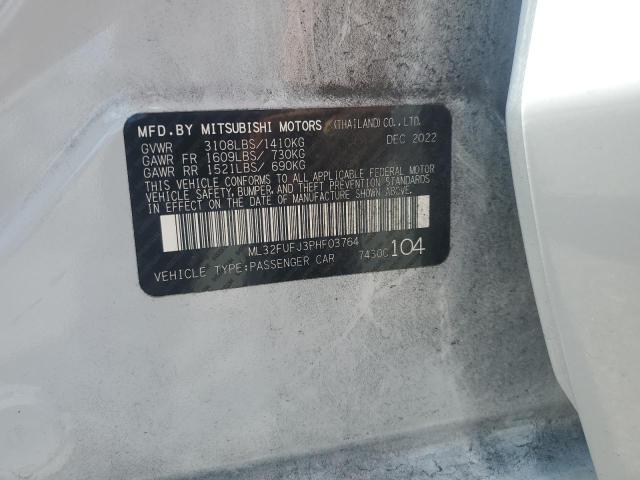 MFD.BY MITSUBISHI MOTORS (THAILAND)CO.,LTD.
GVWR 3108LBS/1410KG DEC 2022
GAWR FR 1609LBS/ 730KG
GAWR RR 1521LBS/ 690KG
THIS VEHICLE CONFORMS TO ALL APPLICABLE FEDERAL MOTOR
VEHICLE SAFETY,BUMPER,AND THEFT PREVENTION STANDARDS
IN EFFECT ON THE DATE OF MANUFACTURE SHOWN ABOVE.
ML32FUFJ3PHF03764
VEHICLE TYPE:PASSENGER CAR 7430C 104